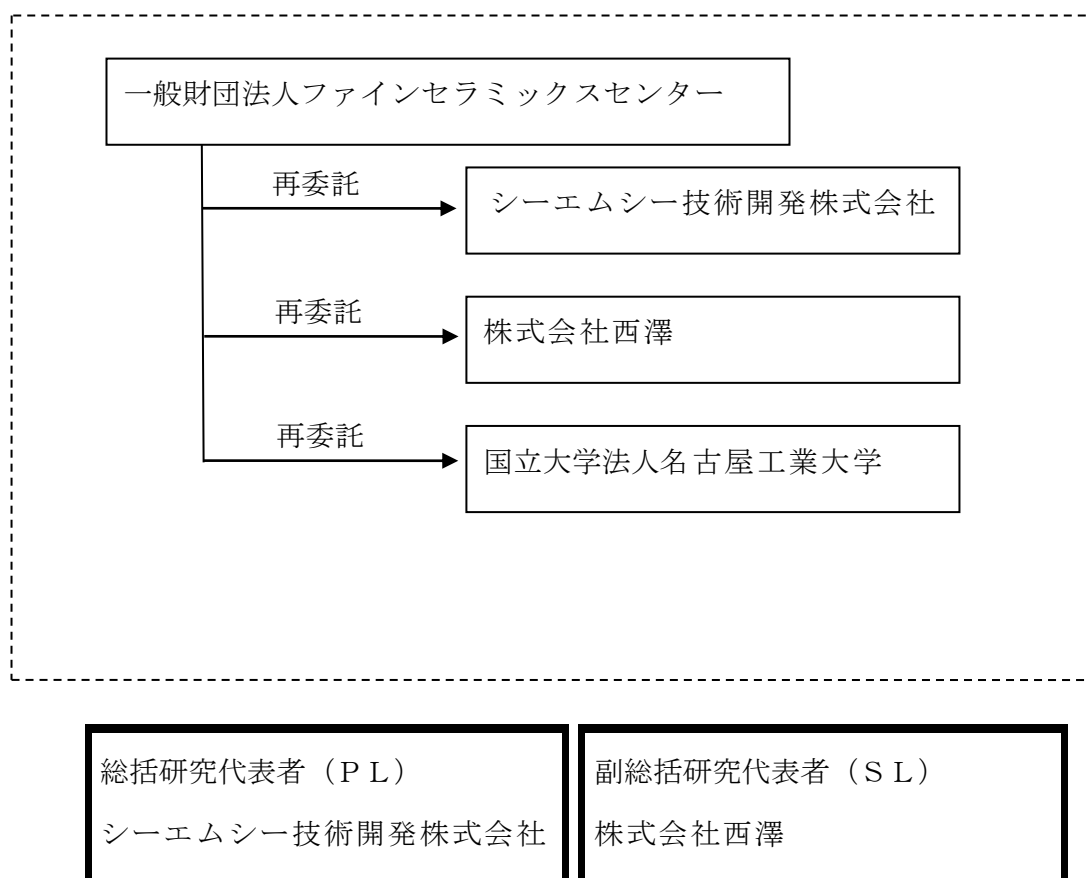 一般財団法人ファインセラミックスセンター
再委託
シーエムシー技術開発株式会社
再委託
株式会社西澤
再委託
国立大学法人名古屋工業大学
総括研究代表者（ＰＬ）
シーエムシー技術開発株式会社
副総括研究代表者（ＳＬ）
株式会社西澤